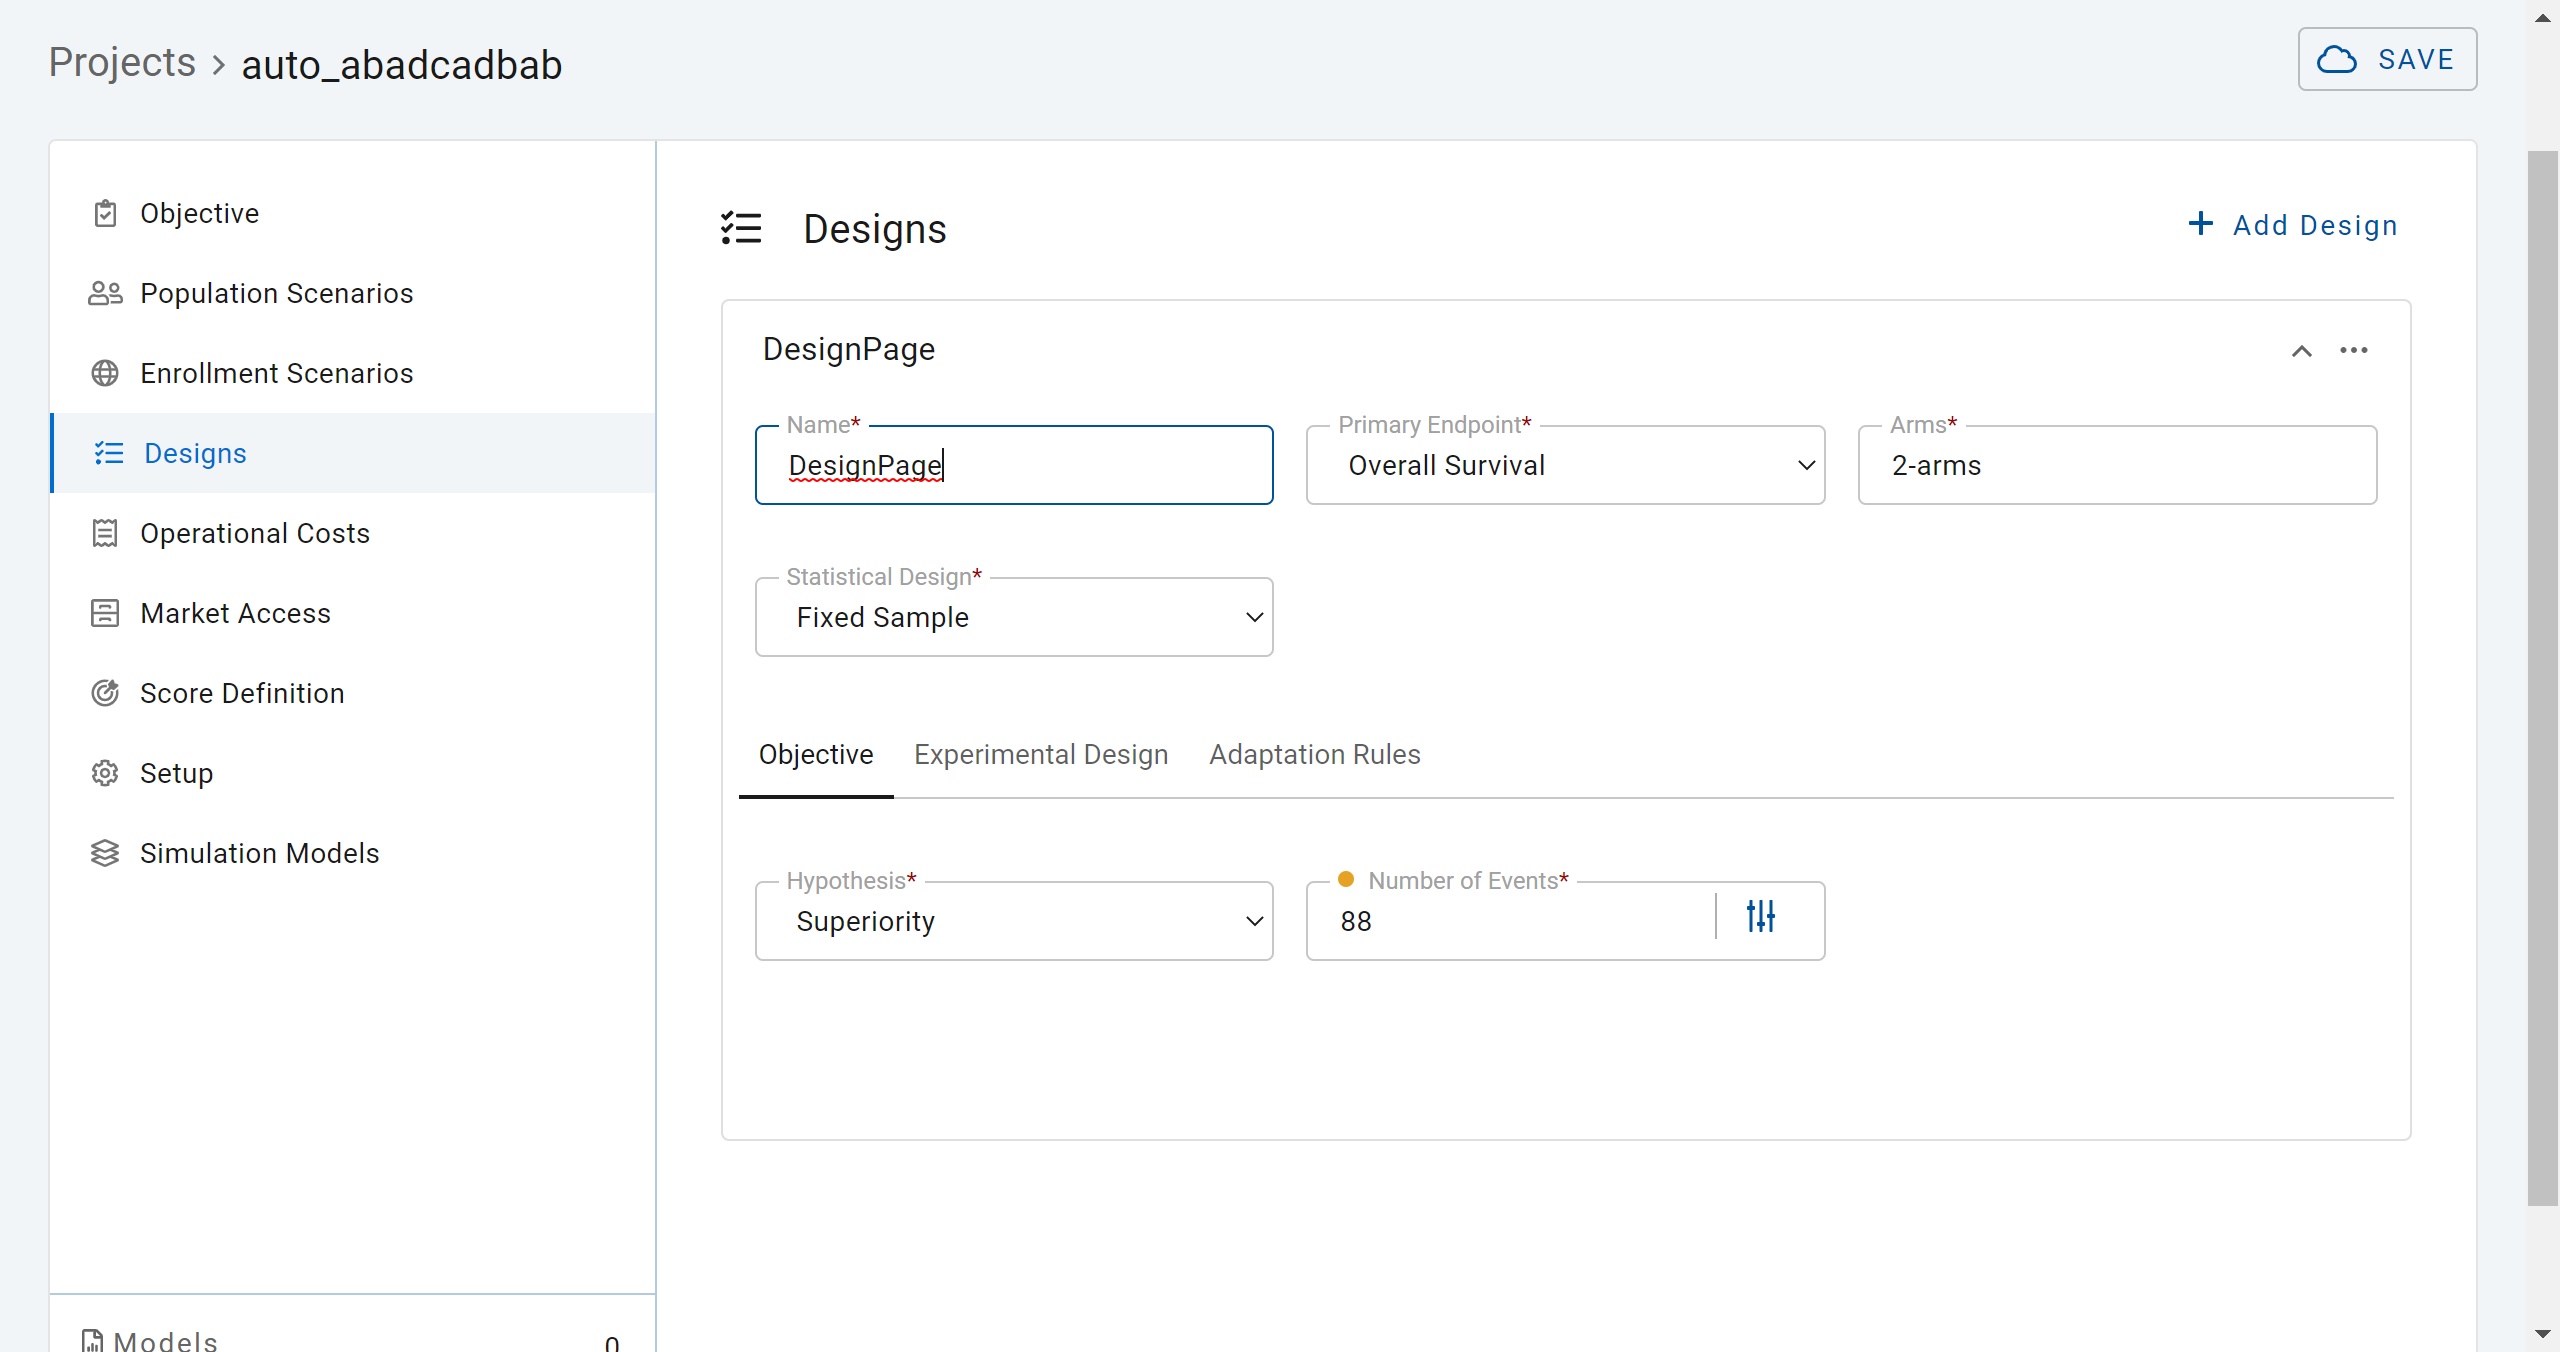 Projects > auto_abadcadbab
SAVE
Objective
Population Scenarios
Enrollment Scenarios
Designs
Operational Costs
Market Access
Score Definition
Setup
Simulation Models
Models 0
Designs
Add Design
DesignPage
Name* Primary Endpoint* Arms*
DesignPage Overall Survival 2-arms
Statistical Design*
Fixed Sample
Objective Experimental Design Adaptation Rules
Hypothesis* Number of Events*
Superiority 88